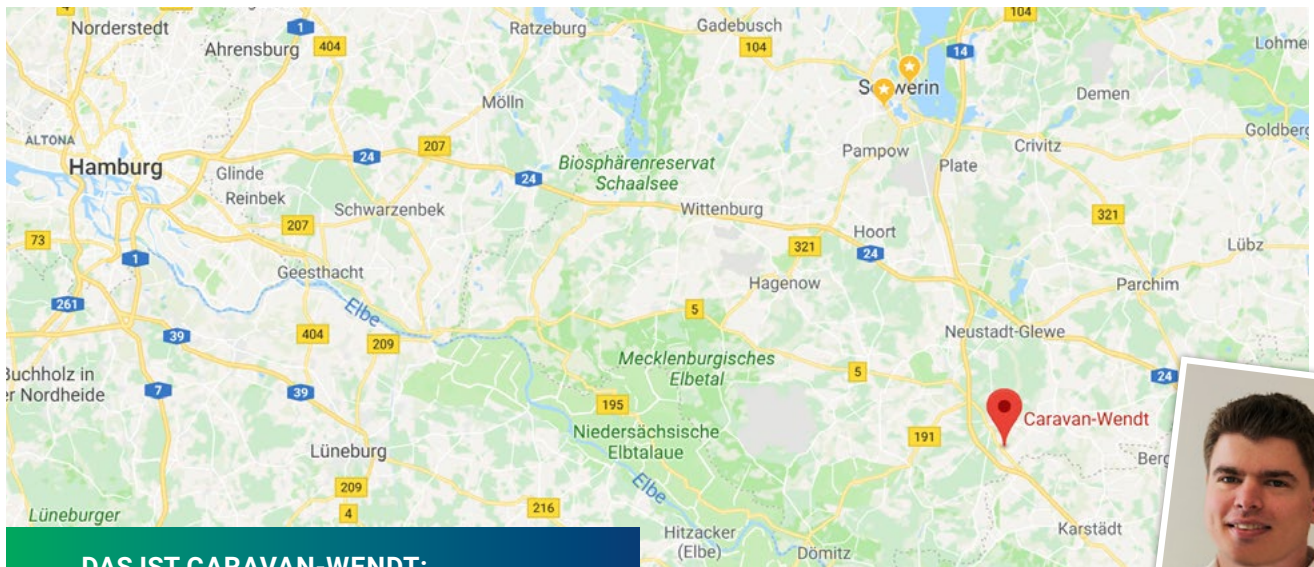 4
1
104
Norderstedt
Ratzeburg
Gadebusch
Ahrensburg
404
104
14
Lohme
Schwerin
Mölln
Demen
ALTONA
207
Goldberg
24
Crivitz
Hamburg
Glinde
24
Biosphärenreservat
Schaalsee
Pampow
Plate
Reinbek
Schwarzenbek
Wittenburg
207
321
73
Hoort
321
Lübz
1
24
Geesthacht
Hagenow
Parchim
261
Elbe
5
404
Neustadt-Glewe
39
209
Mecklenburgisches
Elbetal
5
Buchholz in
er Nordheide
7
39
24
195
Caravan-Wendt
Niedersächsische
Elbtalaue
191
Lüneburg
Berg
209
Elbe
4
216
Lüneburger
Hitzacker
(Elbe)
Karstädt
Dömitz
DAS IST CARAVAN-WENDT: